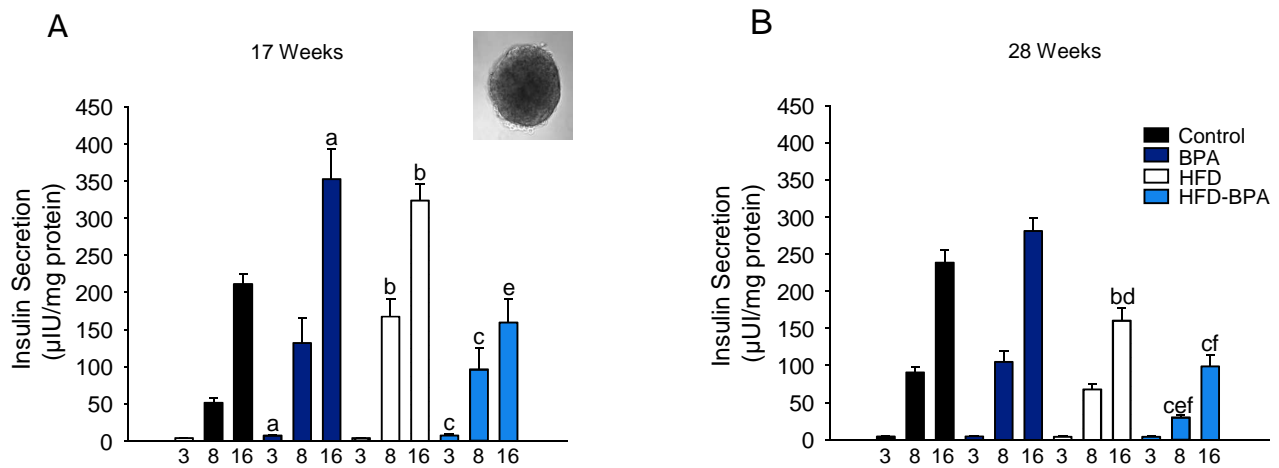 A
17 Weeks
Insulin Secretion
(µIU/mg protein)
450
400
350
300
250
200
150
100
50
0
a
a
b
b
c
c
e
3 8 16 3 8 16 3 8 16 3 8 16
B
28 Weeks
Insulin Secretion
(µUI/mg protein)
450
400
350
300
250
200
150
100
50
0
Control
BPA
HFD
HFD-BPA
bd
cef
cf
3 8 16 3 8 16 3 8 16 3 8 16